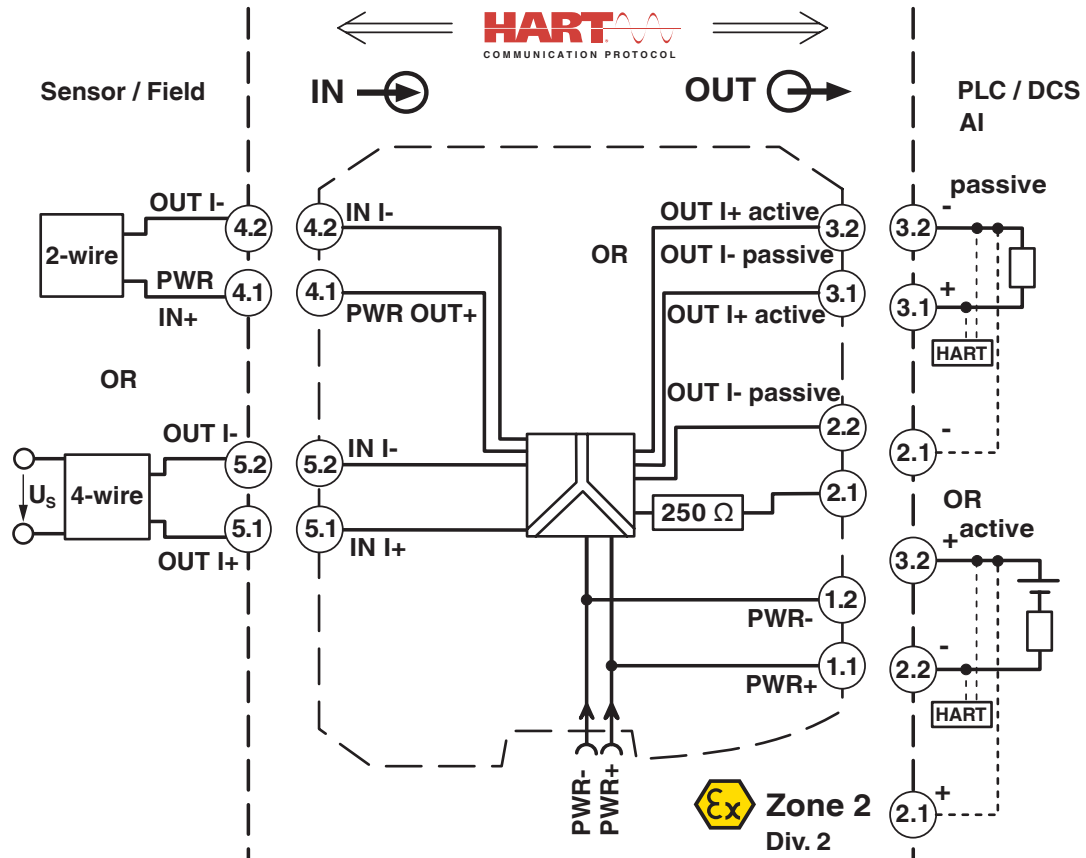 HART
COMMUNICATION PROTOCOL
Sensor / Field
IN
OUT
PLC / DCS
AI
OUT I-
4.2
4.2
IN I-
OUT I+ active
3.2
3.2
-
passive
2-wire
OR
OUT I- passive
PWR
IN+
4.1
4.1
PWR OUT+
3.1
OUT I+ active
3.1
+
HART
OR
OUT I- passive
2.2
2.1
-
OUT I-
5.2
5.2
IN I-
US
4-wire
250 Ω
2.1
OR
active
OUT I+
5.1
5.1
IN I+
3.2
+
PWR-
1.2
PWR+
1.1
2.2
-
HART
PWR-
PWR+
Ex
Zone 2
Div. 2
2.1
+